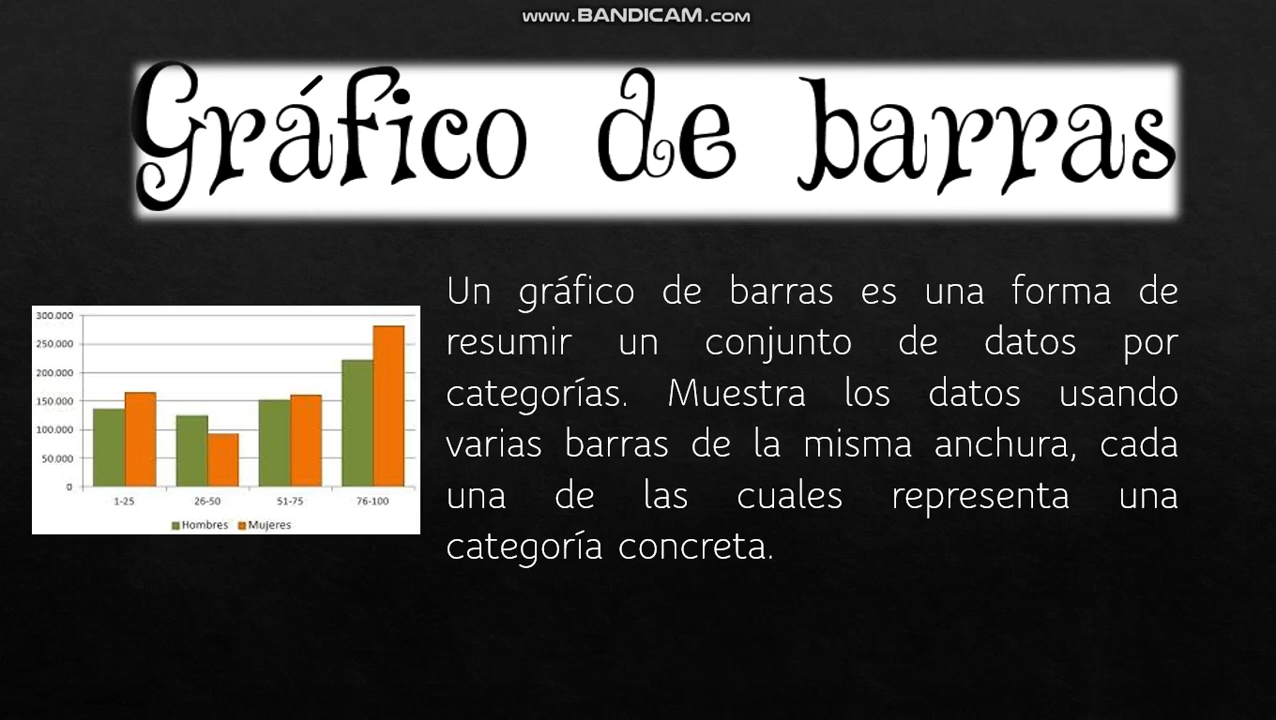 www.BANDICAM.com
Gráfico de barras
Un gráfico de barras es una forma de
resumir un conjunto de datos por
categorías. Muestra los datos usando
varias barras de la misma anchura, cada
una de las cuales representa una
categoría concreta.
300.000
250.000
200.000
150.000
100.000
50.000
0
1-25 26-50 51-75 76-100
Hombres Mujeres